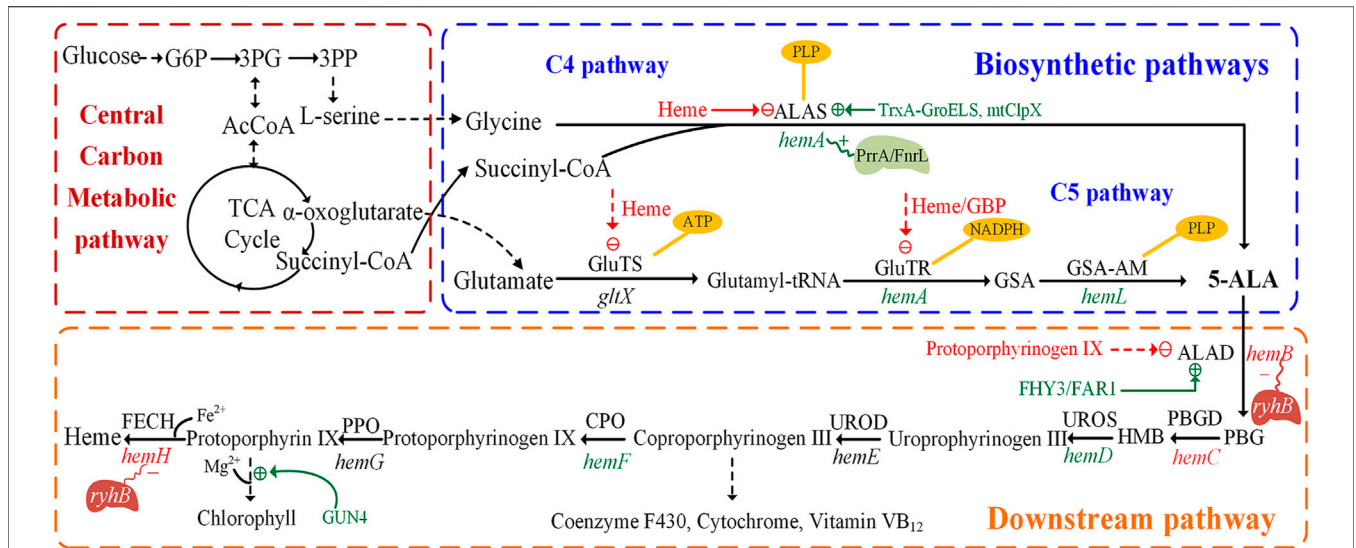 Glucose G6P 3PG 3PP
Central
Carbon
Metabolic
pathway
AcCoA L-serine
TCA
Cycle
α-oxoglutarate
Succinyl-CoA
C4 pathway
Biosynthetic pathways
PLP
Heme ⊖ ALAS ⊕ TrxA-GroELS, mtClpX
Glycine
hemA + PrrA/FnrL
Succinyl-CoA
C5 pathway
Heme
⊖
ATP
Heme/GBP
⊖
NADPH
PLP
Glutamate GluTS Glutamyl-tRNA GluTR GSA GSA-AM 5-ALA
gltX hemA hemL
Protoporphyrinogen IX ⊖ ALAD hemB
⊕ −
FHY3/FAR1 ryhB
FECH Fe2+ PPO CPO UROD UROS PBGD
Heme Protoporphyrin IX Protoporphyrinogen IX Coproporphyrinogen III Uroprophyrinogen III HMB PBG
hemH hemG hemF hemE hemD hemC
− Mg2+ ⊕
ryhB
Chlorophyll GUN4
Coenzyme F430, Cytochrome, Vitamin VB12
Downstream pathway